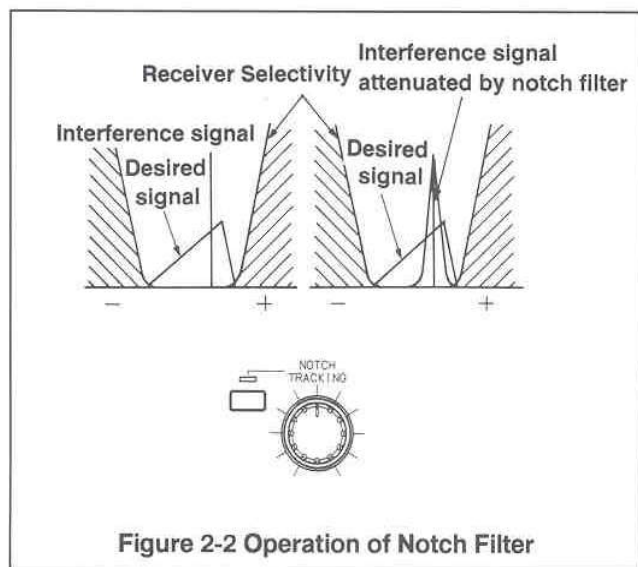 Receiver Selectivity
Interference signal
attenuated by notch filter
Interference signal
Desired
signal
Desired
signal
−
+
−
+
NOTCH
TRACKING
Figure 2-2 Operation of Notch Filter